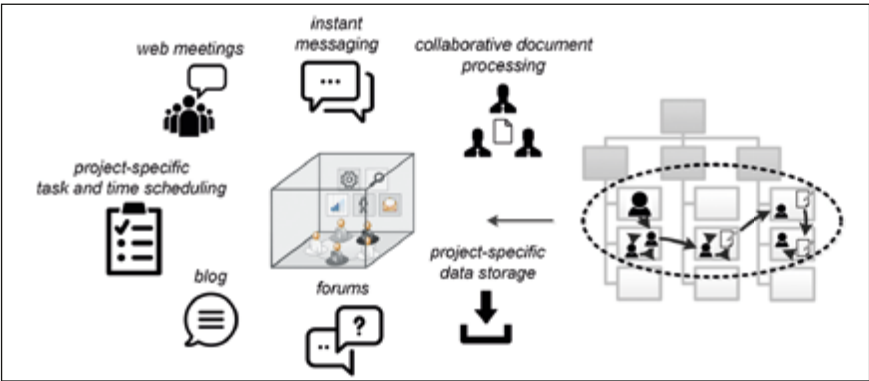 instant
messaging
web meetings
collaborative document
processing
project-specific
task and time scheduling
project-specific
data storage
blog
forums
?